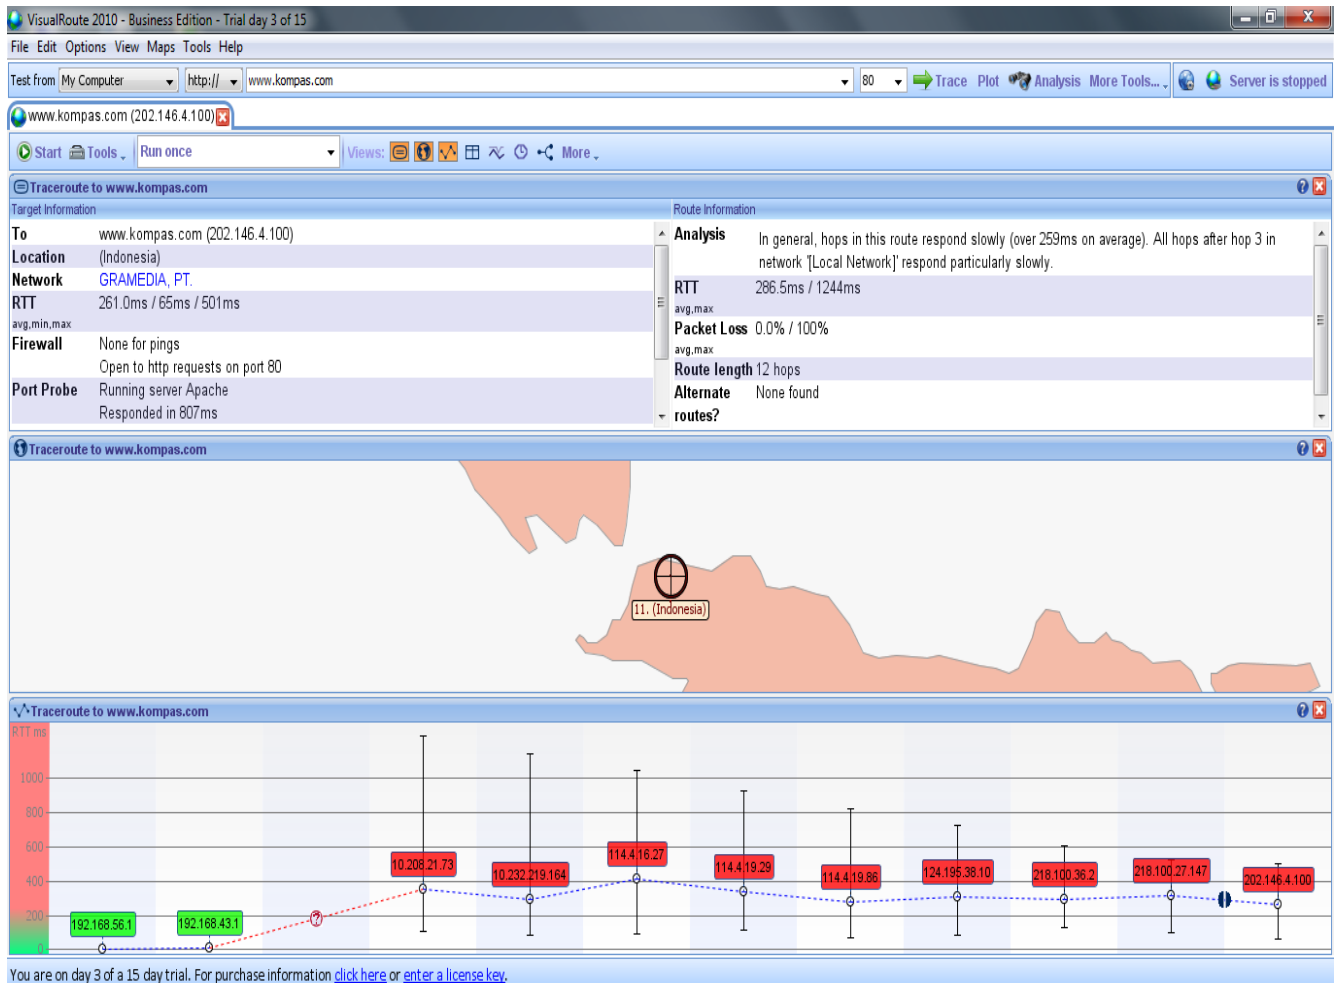 VisualRoute 2010 - Business Edition - Trial day 3 of 15
File Edit Options View Maps Tools Help
Test from My Computer http:// www.kompas.com 80 Trace Plot Analysis More Tools... Server is stopped
www.kompas.com (202.146.4.100)
Start Tools Run once Views: More
Traceroute to www.kompas.com
Target Information
To www.kompas.com (202.146.4.100)
Location (Indonesia)
Network GRAMEDIA, PT.
RTT 261.0ms / 65ms / 501ms
avg,min,max
Firewall None for pings
Open to http requests on port 80
Port Probe Running server Apache
Responded in 807ms
Route Information
Analysis In general, hops in this route respond slowly (over 259ms on average). All hops after hop 3 in
network '[Local Network]' respond particularly slowly.
RTT 286.5ms / 1244ms
avg,max
Packet Loss 0.0% / 100%
avg,max
Route length 12 hops
Alternate None found
routes?
Traceroute to www.kompas.com
11. (Indonesia)
Traceroute to www.kompas.com
RTT ms
1000
800
600
400
200
0
192.168.56.1
192.168.43.1
?
10.208.21.73
10.232.219.164
114.4.16.27
114.4.19.29
114.4.19.86
124.195.38.10
218.100.36.2
218.100.27.147
202.146.4.100
You are on day 3 of a 15 day trial. For purchase information click here or enter a license key.